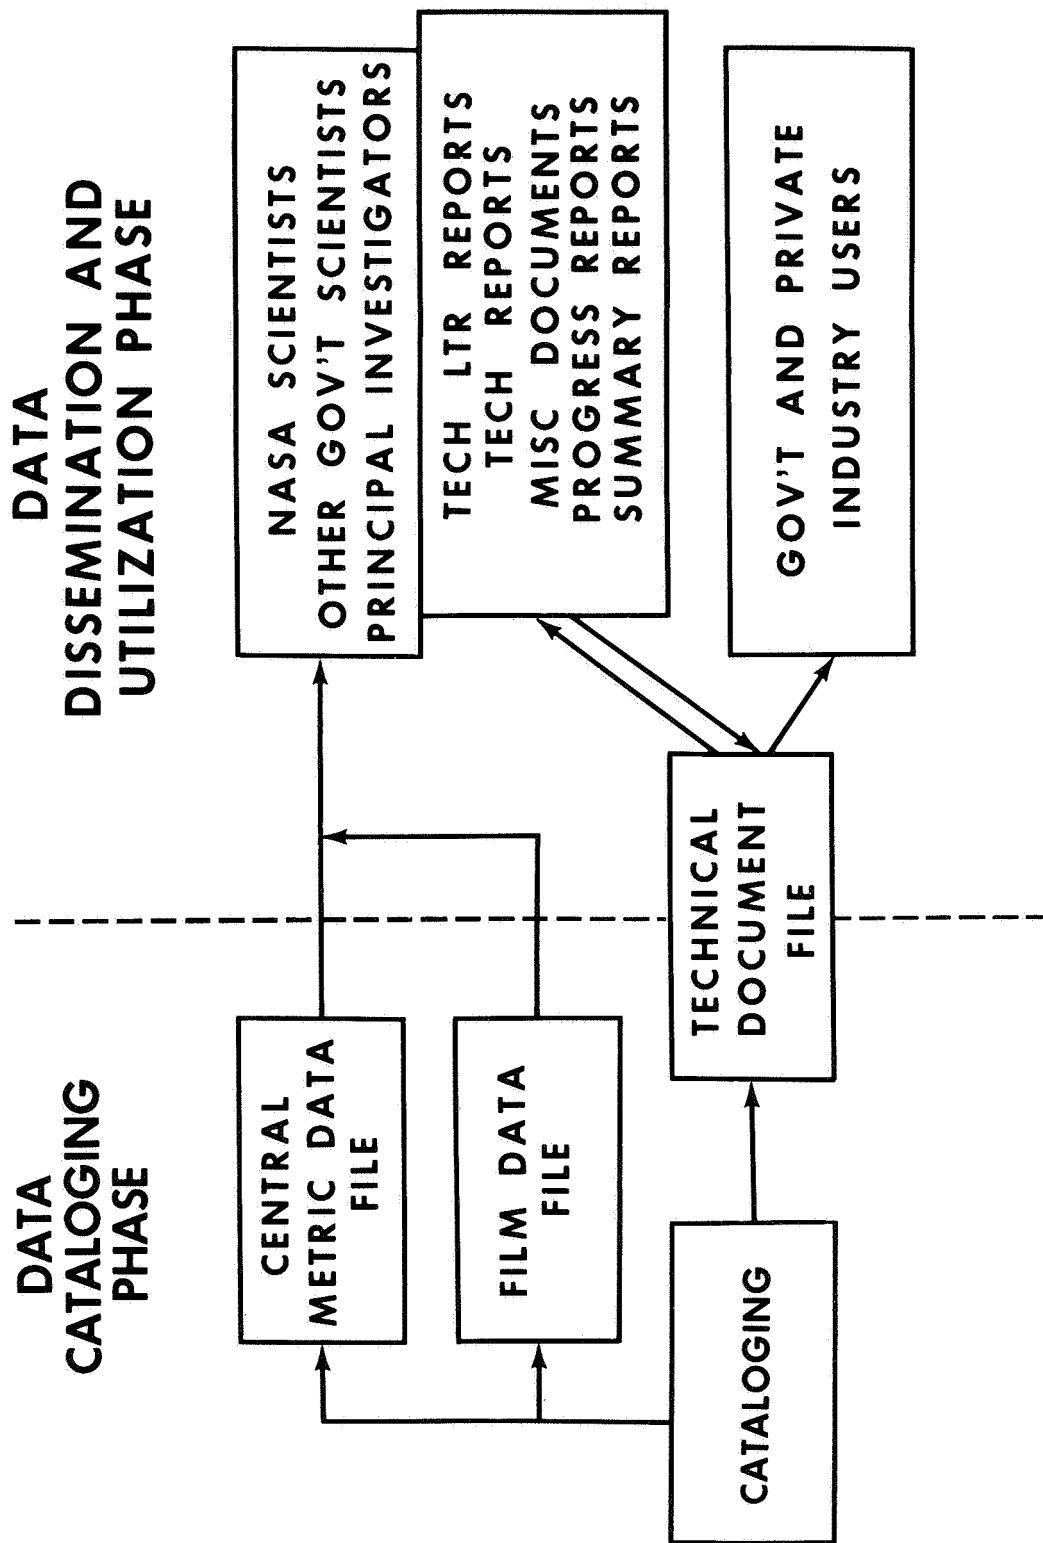 DATA
CATALOGING
PHASE
DATA
DISSEMINATION AND
UTILIZATION PHASE
CENTRAL
METRIC DATA
FILE
FILM DATA
FILE
CATALOGING
TECHNICAL
DOCUMENT
FILE
NASA SCIENTISTS
OTHER GOV'T SCIENTISTS
PRINCIPAL INVESTIGATORS
TECH LTR REPORTS
TECH REPORTS
MISC DOCUMENTS
PROGRESS REPORTS
SUMMARY REPORTS
GOV'T AND PRIVATE
INDUSTRY USERS